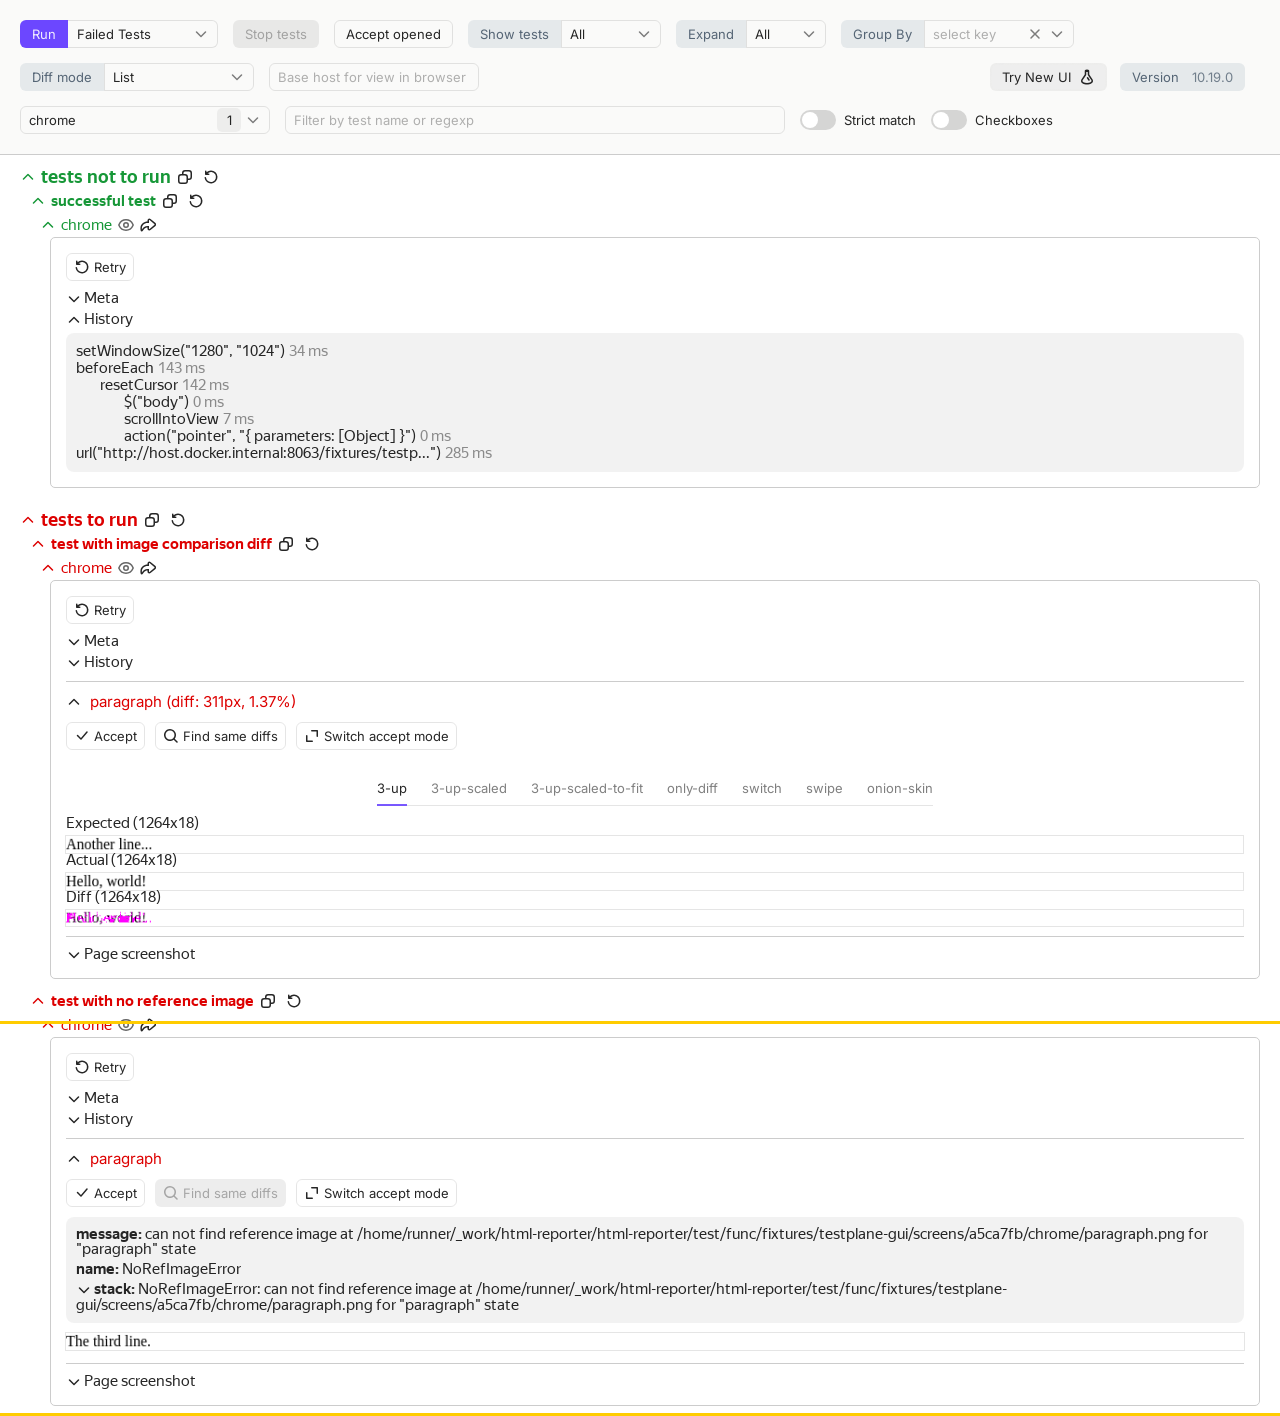 Run Failed Tests Stop tests Accept opened Show tests All Expand All Group By select key
Diff mode List Base host for view in browser Try New UI Version 10.19.0
chrome 1 Filter by test name or regexp Strict match Checkboxes
tests not to run
successful test
chrome
Retry
Meta
History
setWindowSize("1280", "1024") 34 ms
beforeEach 143 ms
resetCursor 142 ms
$("body") 0 ms
scrollIntoView 7 ms
action("pointer", "{ parameters: [Object] }") 0 ms
url("http://host.docker.internal:8063/fixtures/testp...") 285 ms
tests to run
test with image comparison diff
chrome
Retry
Meta
History
paragraph (diff: 311px, 1.37%)
Accept Find same diffs Switch accept mode
3-up 3-up-scaled 3-up-scaled-to-fit only-diff switch swipe onion-skin
Expected (1264x18)
Another line...
Actual (1264x18)
Hello, world!
Diff (1264x18)
Hello, world!
Page screenshot
test with no reference image
chrome
Retry
Meta
History
paragraph
Accept Find same diffs Switch accept mode
message: can not find reference image at /home/runner/_work/html-reporter/html-reporter/test/func/fixtures/testplane-gui/screens/a5ca7fb/chrome/paragraph.png for
"paragraph" state
name: NoRefImageError
stack: NoRefImageError: can not find reference image at /home/runner/_work/html-reporter/html-reporter/test/func/fixtures/testplane-
gui/screens/a5ca7fb/chrome/paragraph.png for "paragraph" state
The third line.
Page screenshot